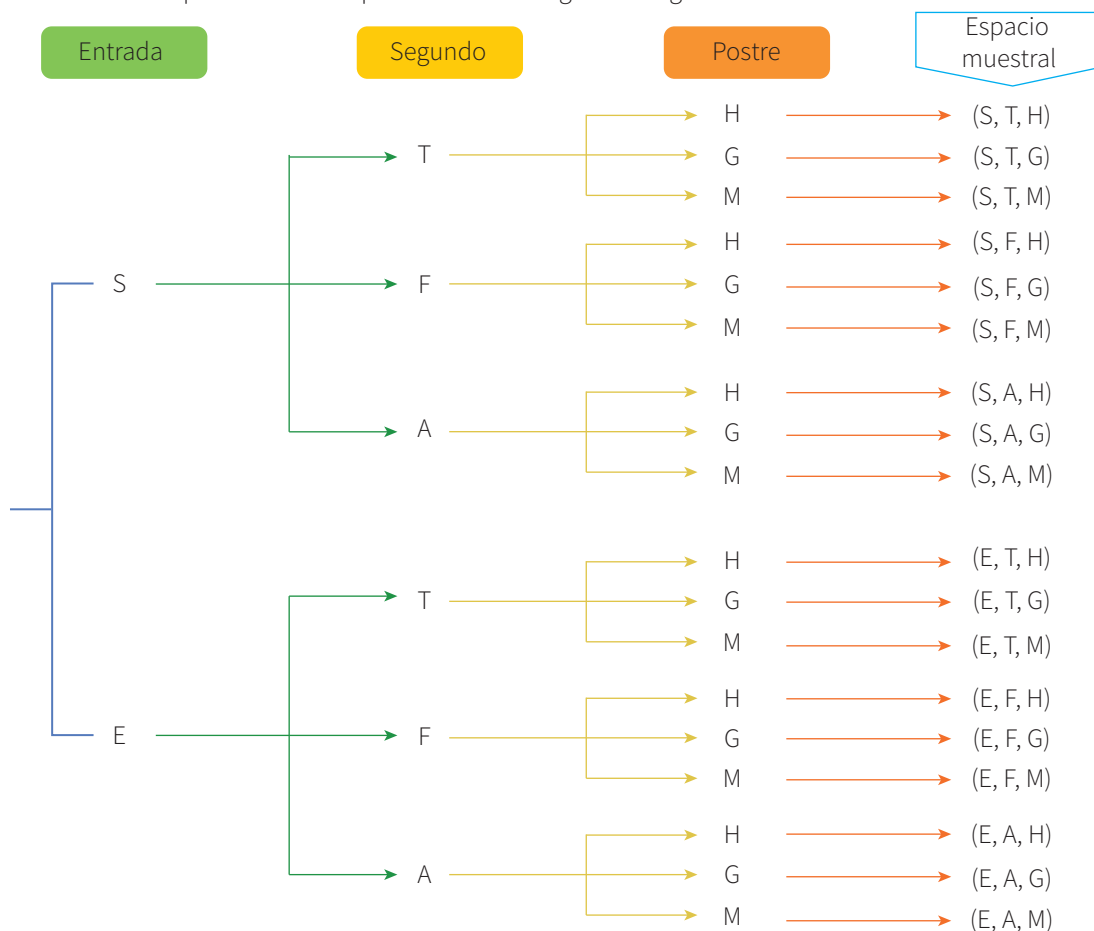 Entrada
Segundo
Postre
Espacio
muestral
S
T
H
(S, T, H)
G
(S, T, G)
M
(S, T, M)
F
H
(S, F, H)
G
(S, F, G)
M
(S, F, M)
A
H
(S, A, H)
G
(S, A, G)
M
(S, A, M)
E
T
H
(E, T, H)
G
(E, T, G)
M
(E, T, M)
F
H
(E, F, H)
G
(E, F, G)
M
(E, F, M)
A
H
(E, A, H)
G
(E, A, G)
M
(E, A, M)